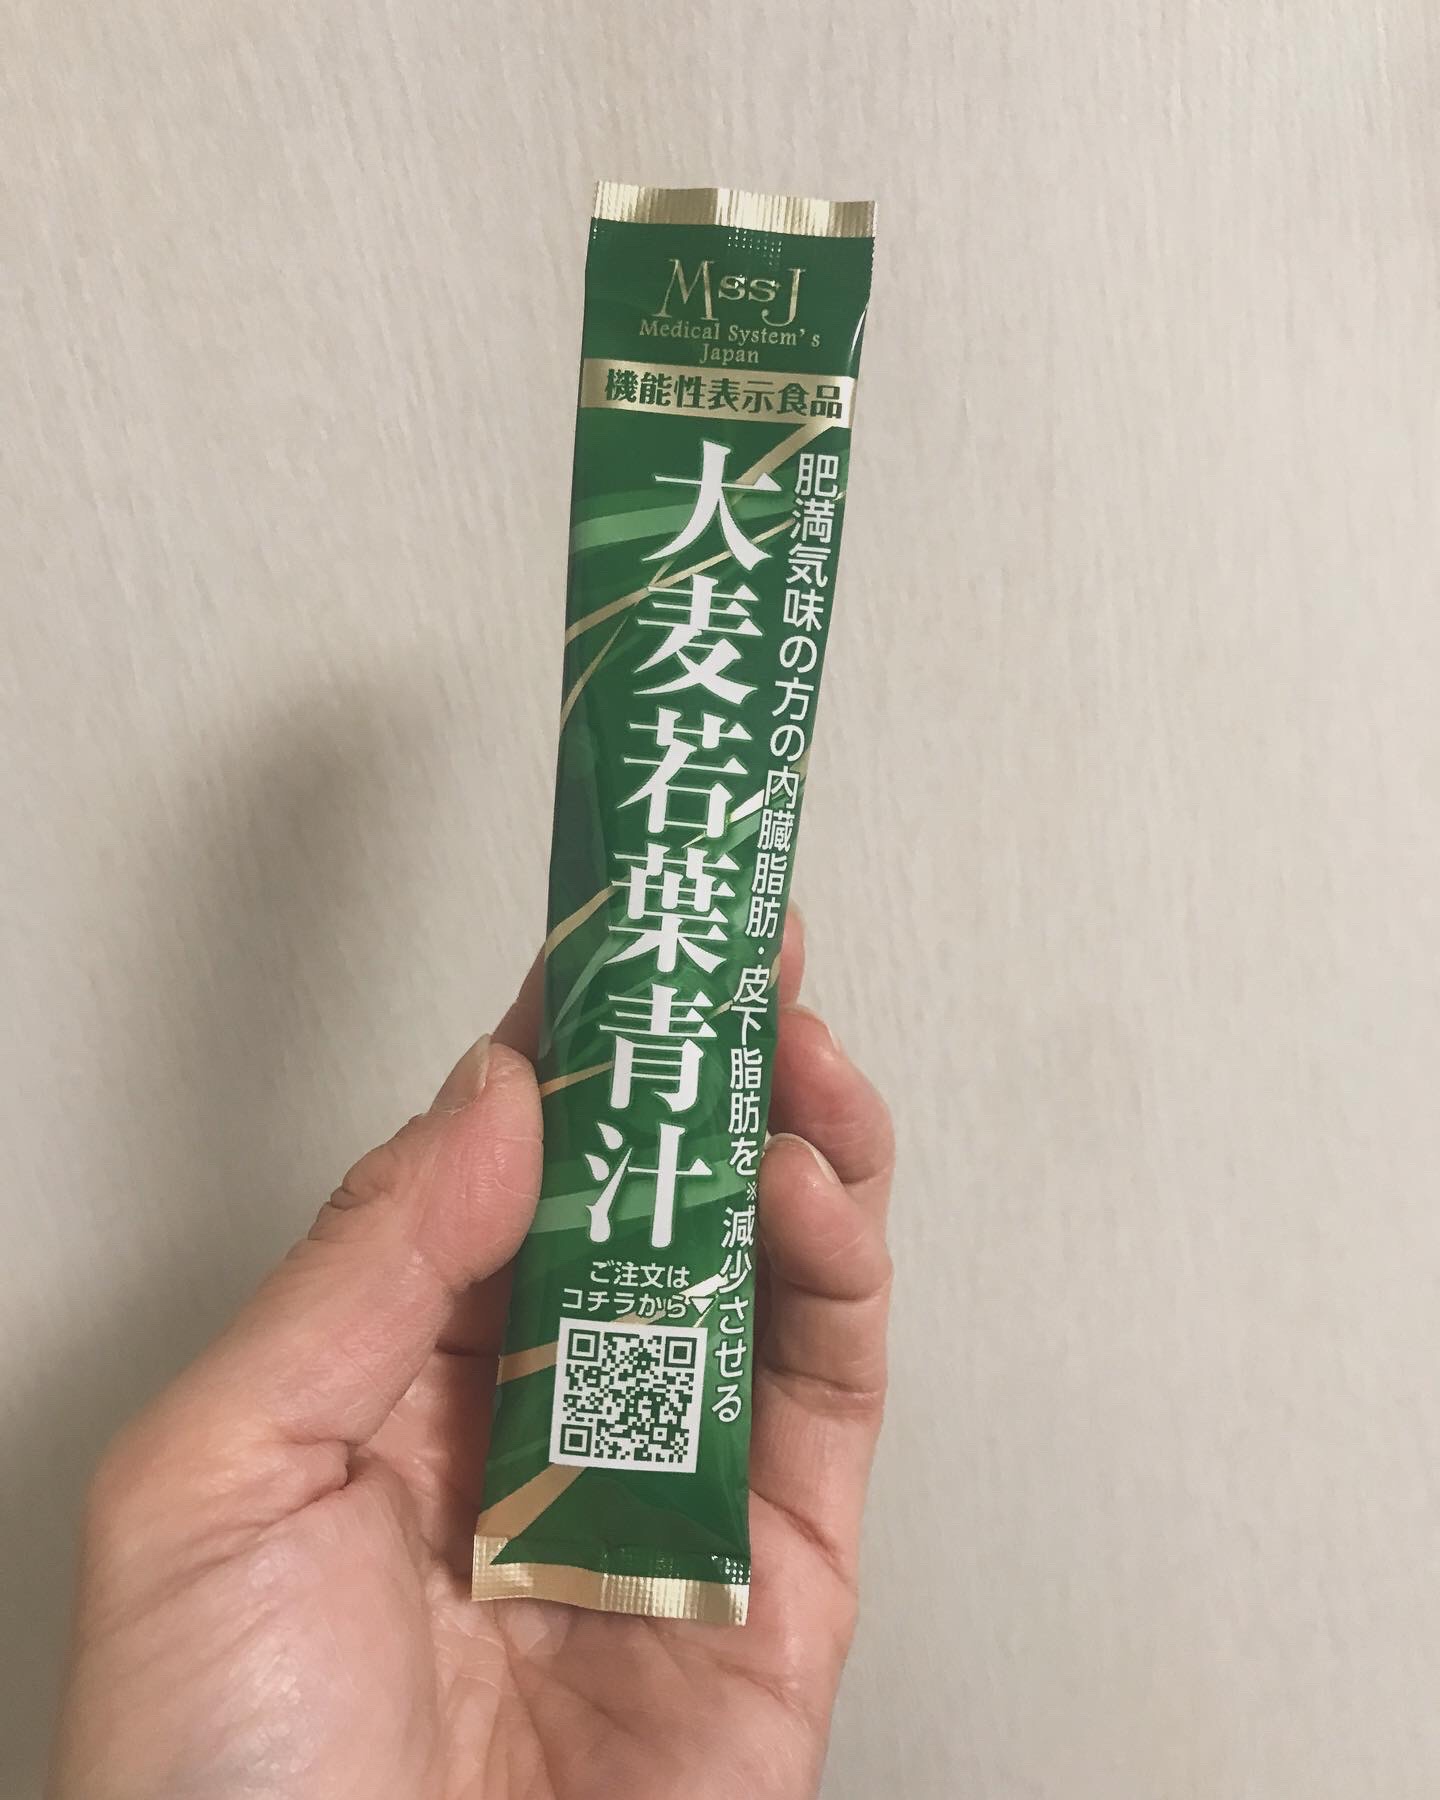 MssJ
Medical System's
Japan
機能性表示食品
肥満気味の方の内臓脂肪・皮下脂肪を※減少させる
大麦若葉青汁
ご注文は
コチラから▼